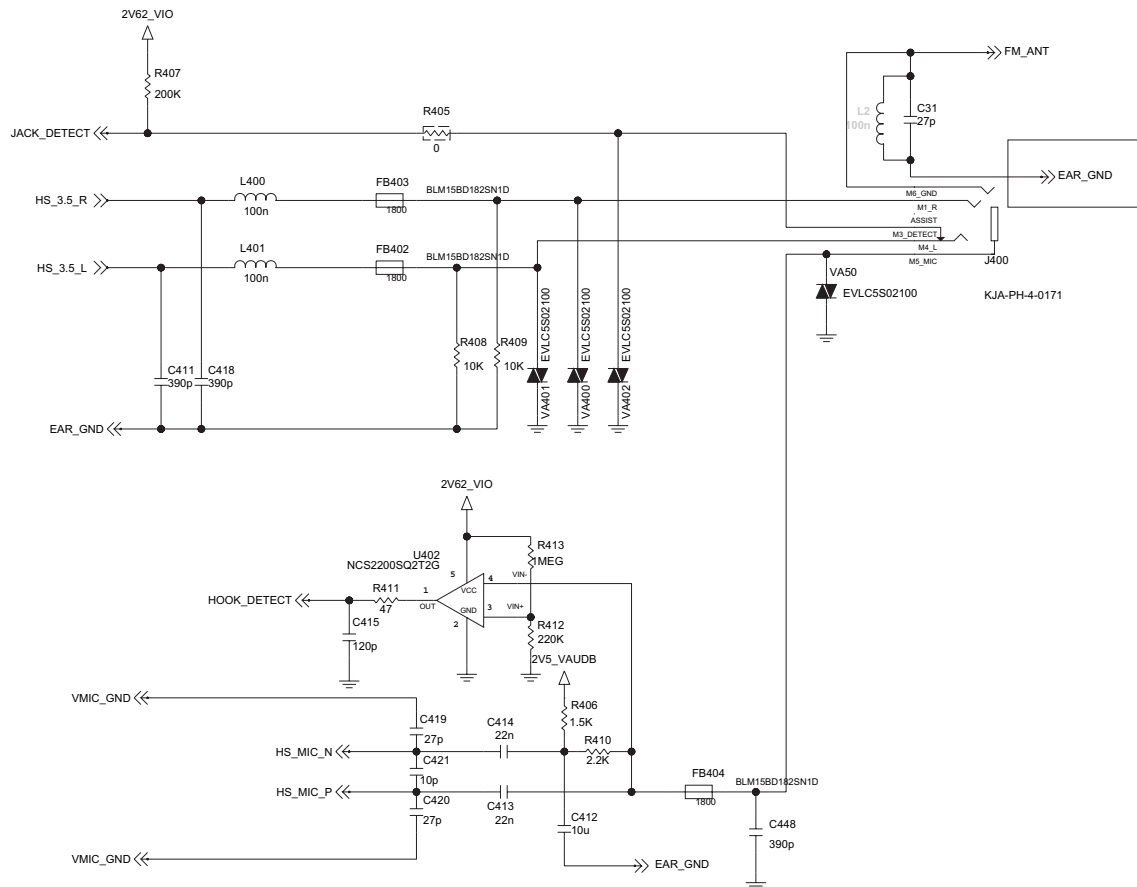 2V62_VIO
R407
200K
JACK_DETECT
R405
0
FM_ANT
L2
100n
C31
27p
EAR_GND
HS_3.5_R
L400
100n
FB403
1800
BLM15BD182SN1D
M6_GND
M1_R
ASSIST
M3_DETECT
M4_L
M5_MIC
J400
KJA-PH-4-0171
HS_3.5_L
L401
100n
FB402
1800
BLM15BD182SN1D
VA50
EVLC5S02100
C411
390p
C418
390p
R408
10K
R409
10K
EVLC5S02100
VA401
EVLC5S02100
VA400
EVLC5S02100
VA402
EAR_GND
2V62_VIO
U402
NCS2200SQ2T2G
R413
1MEG
5
VCC
4
VIN-
HOOK_DETECT
R411
47
1
OUT
GND
3
VIN+
2
C415
120p
R412
220K
2V5_VAUDB
VMIC_GND
R406
1.5K
C419
27p
C414
22n
R410
2.2K
HS_MIC_N
C421
10p
FB404
1800
BLM15BD182SN1D
HS_MIC_P
C420
27p
C413
22n
C412
10u
C448
390p
VMIC_GND
EAR_GND